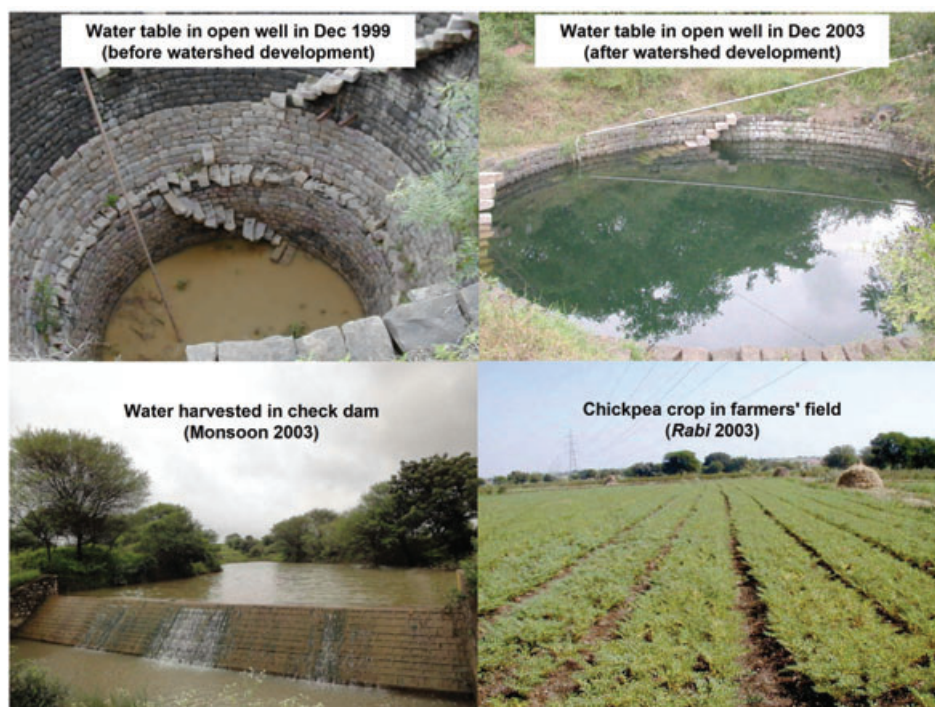 Water table in open well in Dec 1999
(before watershed development)
Water table in open well in Dec 2003
(after watershed development)
Water harvested in check dam
(Monsoon 2003)
Chickpea crop in farmers' field
(Rabi 2003)